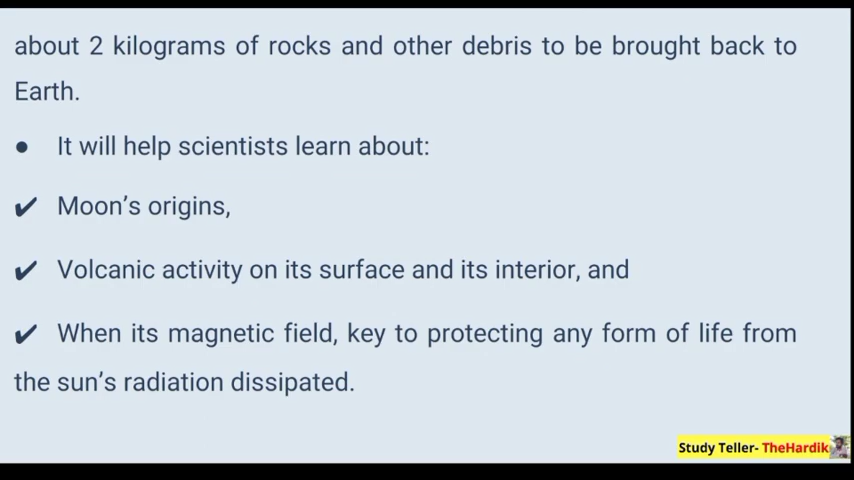 about 2 kilograms of rocks and other debris to be brought back to
Earth.
● It will help scientists learn about:
✔ Moon’s origins,
✔ Volcanic activity on its surface and its interior, and
✔ When its magnetic field, key to protecting any form of life from
the sun’s radiation dissipated.
Study Teller- TheHardik